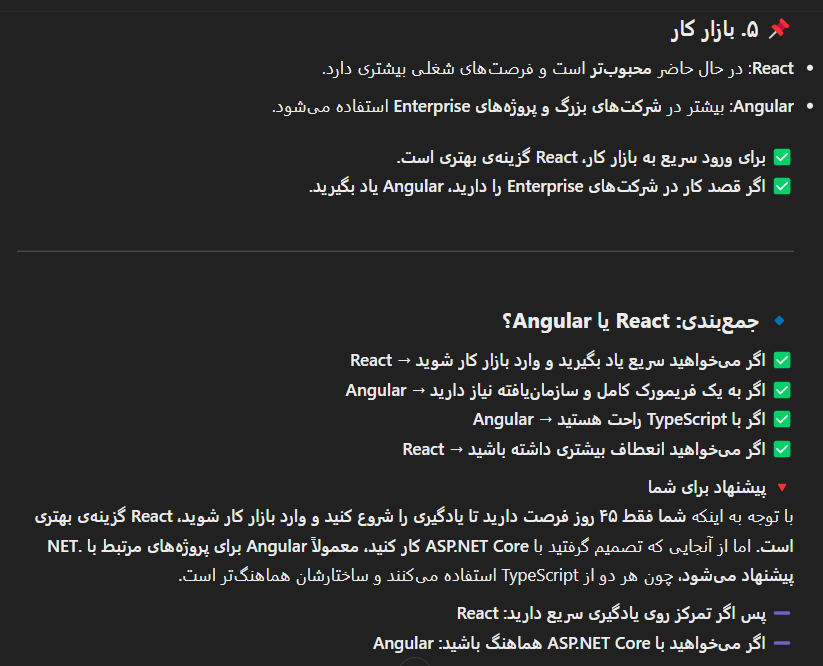 📌 ۵. بازار کار
• React: در حال حاضر محبوب‌تر است و فرصت‌های شغلی بیشتری دارد.
• Angular: بیشتر در شرکت‌های بزرگ و پروژه‌های Enterprise استفاده می‌شود.
✅ برای ورود سریع به بازار کار، React گزینه‌ی بهتری است.
✅ اگر قصد کار در شرکت‌های Enterprise را دارید، Angular یاد بگیرید.
🔹 جمع‌بندی: React یا Angular؟
✅ اگر می‌خواهید سریع یاد بگیرید و وارد بازار کار شوید → React
✅ اگر به یک فریمورک کامل و سازمان‌یافته نیاز دارید → Angular
✅ اگر با TypeScript راحت هستید → Angular
✅ اگر می‌خواهید انعطاف بیشتری داشته باشید → React
🔻 پیشنهاد برای شما
با توجه به اینکه شما فقط ۴۵ روز فرصت دارید تا یادگیری را شروع کنید و وارد بازار کار شوید، React گزینه‌ی بهتری
است. اما از آنجایی که تصمیم گرفتید با ASP.NET Core کار کنید، معمولاً Angular برای پروژه‌های مرتبط با .NET
پیشنهاد می‌شود، چون هر دو از TypeScript استفاده می‌کنند و ساختارشان هماهنگ‌تر است.
➖ پس اگر تمرکز روی یادگیری سریع دارید: React
➖ اگر می‌خواهید با ASP.NET Core هماهنگ باشید: Angular